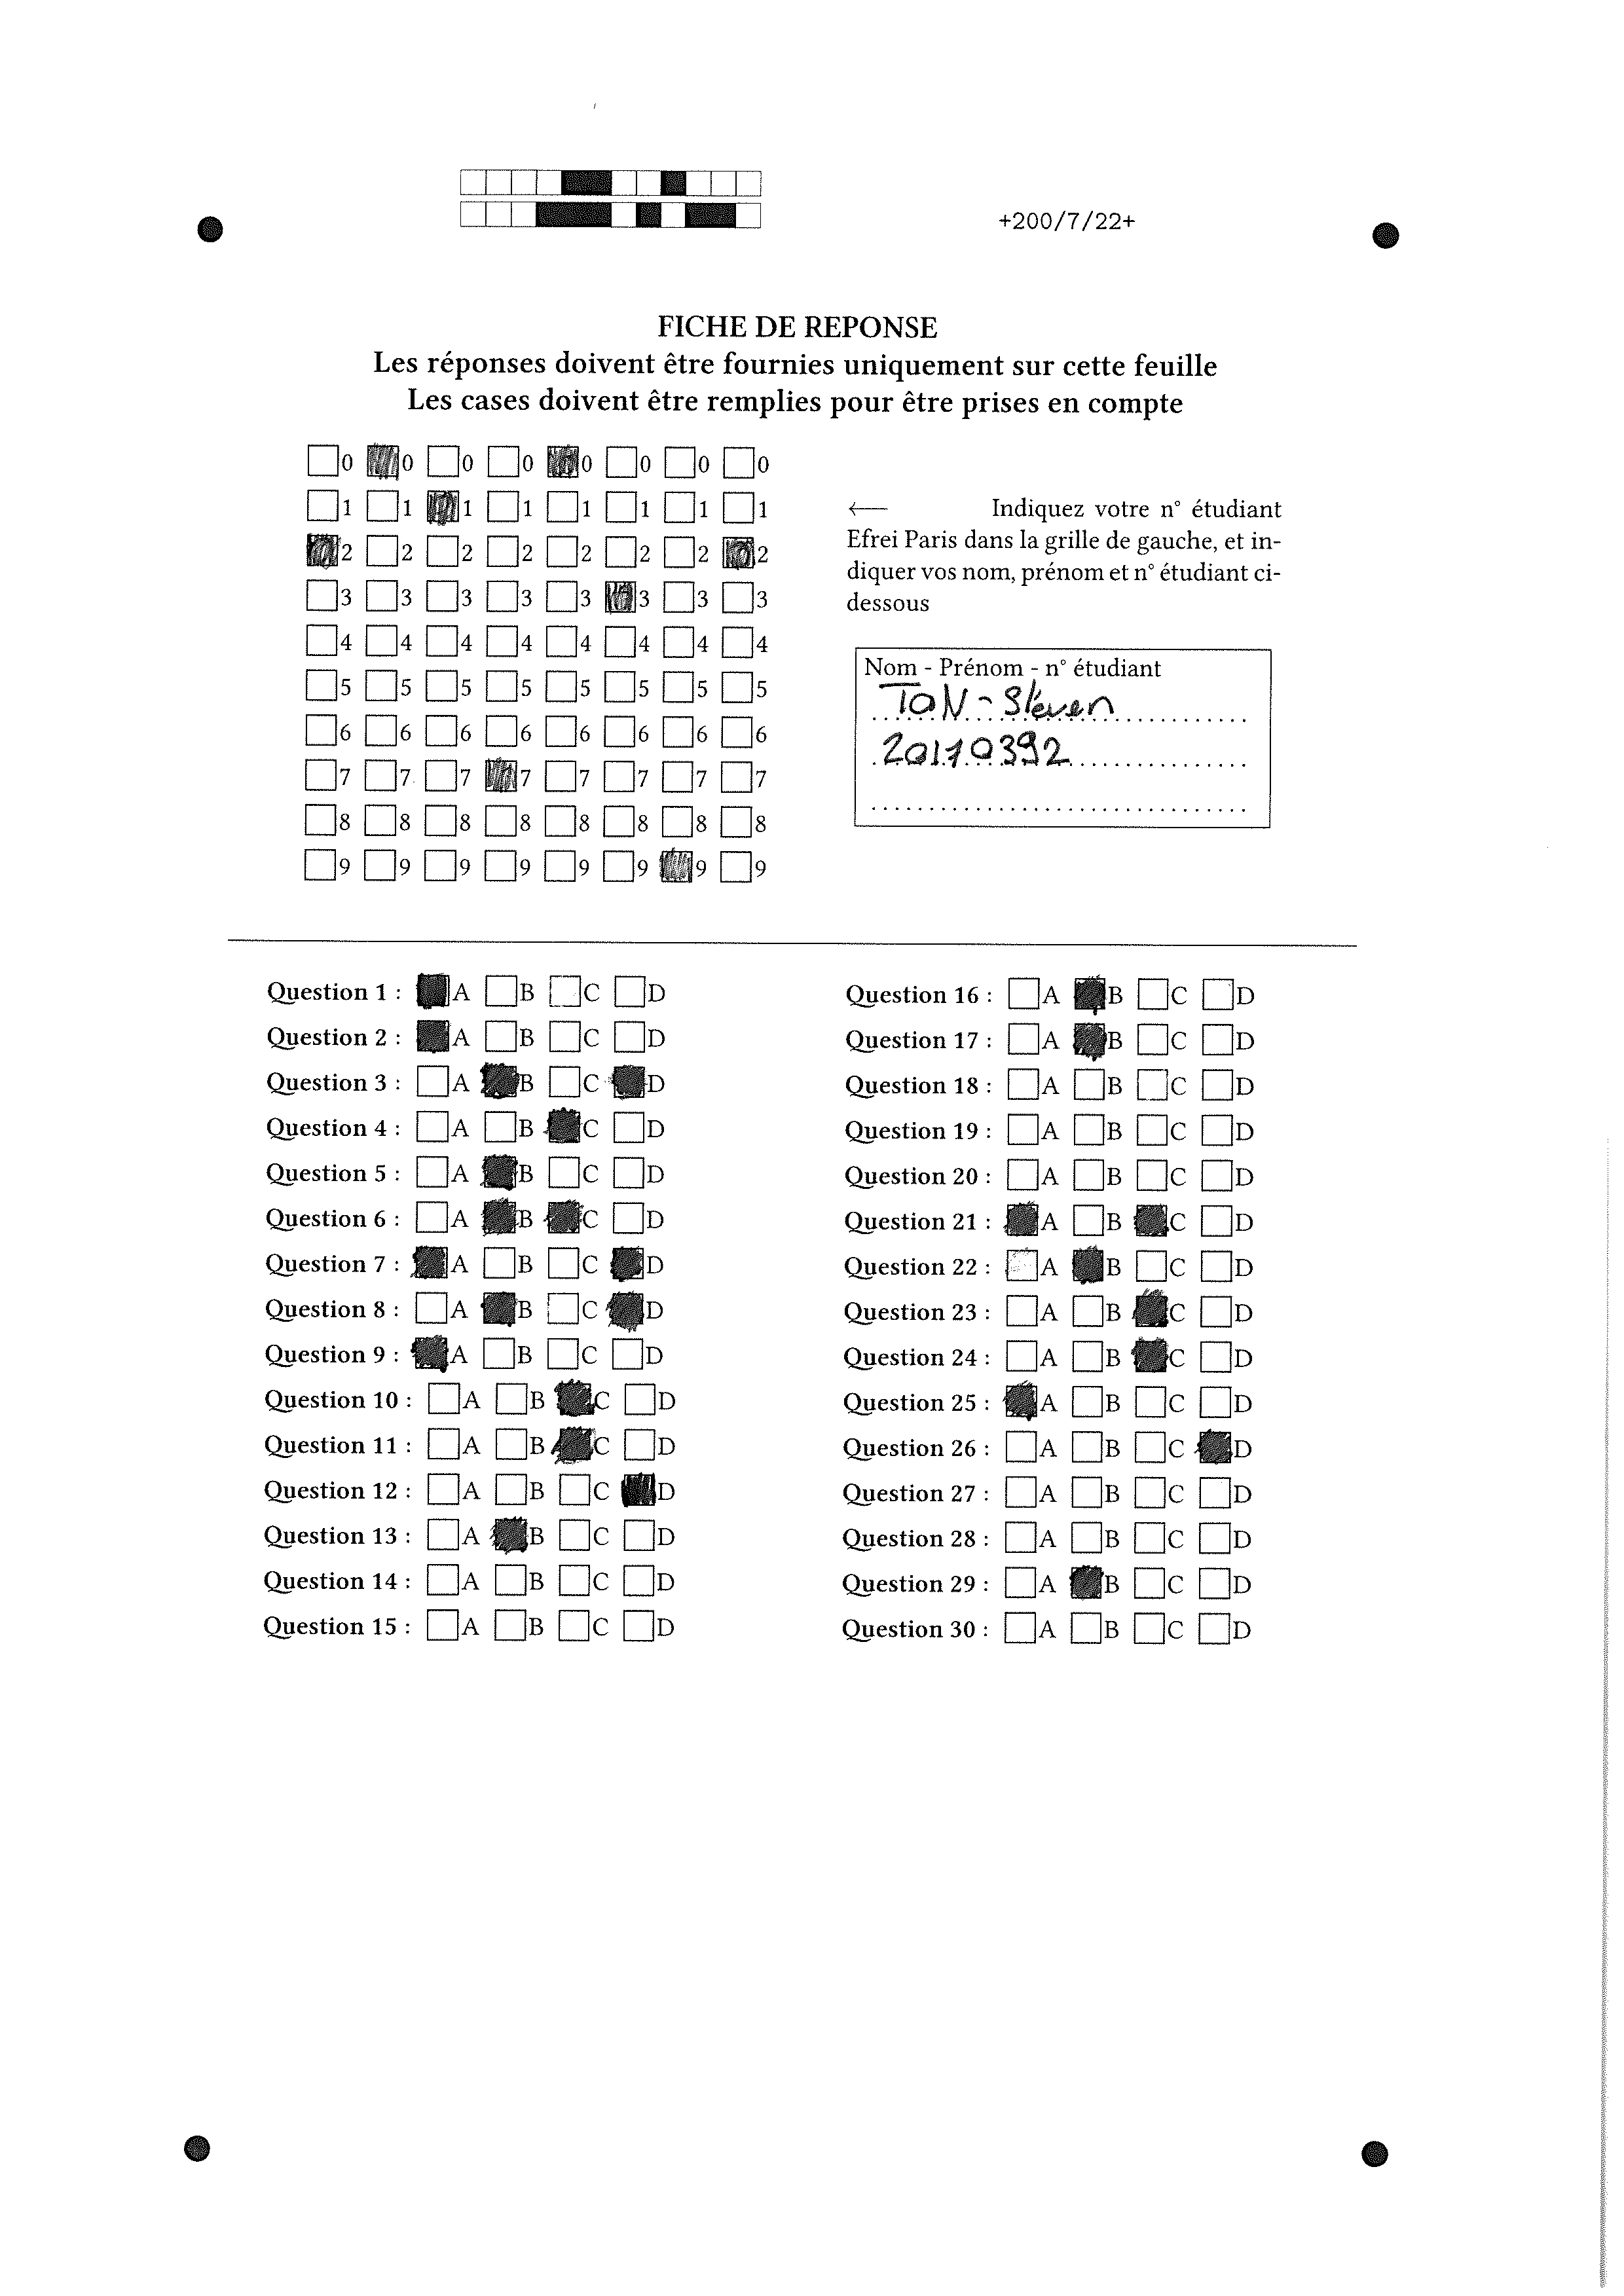 +200/7/22+
FICHE DE REPONSE
Les réponses doivent être fournies uniquement sur cette feuille
Les cases doivent être remplies pour être prises en compte
0 0 0 0 0 0 0 0
1 1 1 1 1 1 1 1
2 2 2 2 2 2 2 2
3 3 3 3 3 3 3 3
4 4 4 4 4 4 4 4
5 5 5 5 5 5 5 5
6 6 6 6 6 6 6 6
7 7 7 7 7 7 7 7
8 8 8 8 8 8 8 8
9 9 9 9 9 9 9 9
← Indiquez votre n° étudiant
Efrei Paris dans la grille de gauche, et in-
diquer vos nom, prénom et n° étudiant ci-
dessous
Nom - Prénom - n° étudiant
TAN - Steven
20170392
Question 1 : A B C D
Question 2 : A B C D
Question 3 : A B C D
Question 4 : A B C D
Question 5 : A B C D
Question 6 : A B C D
Question 7 : A B C D
Question 8 : A B C D
Question 9 : A B C D
Question 10 : A B C D
Question 11 : A B C D
Question 12 : A B C D
Question 13 : A B C D
Question 14 : A B C D
Question 15 : A B C D
Question 16 : A B C D
Question 17 : A B C D
Question 18 : A B C D
Question 19 : A B C D
Question 20 : A B C D
Question 21 : A B C D
Question 22 : A B C D
Question 23 : A B C D
Question 24 : A B C D
Question 25 : A B C D
Question 26 : A B C D
Question 27 : A B C D
Question 28 : A B C D
Question 29 : A B C D
Question 30 : A B C D